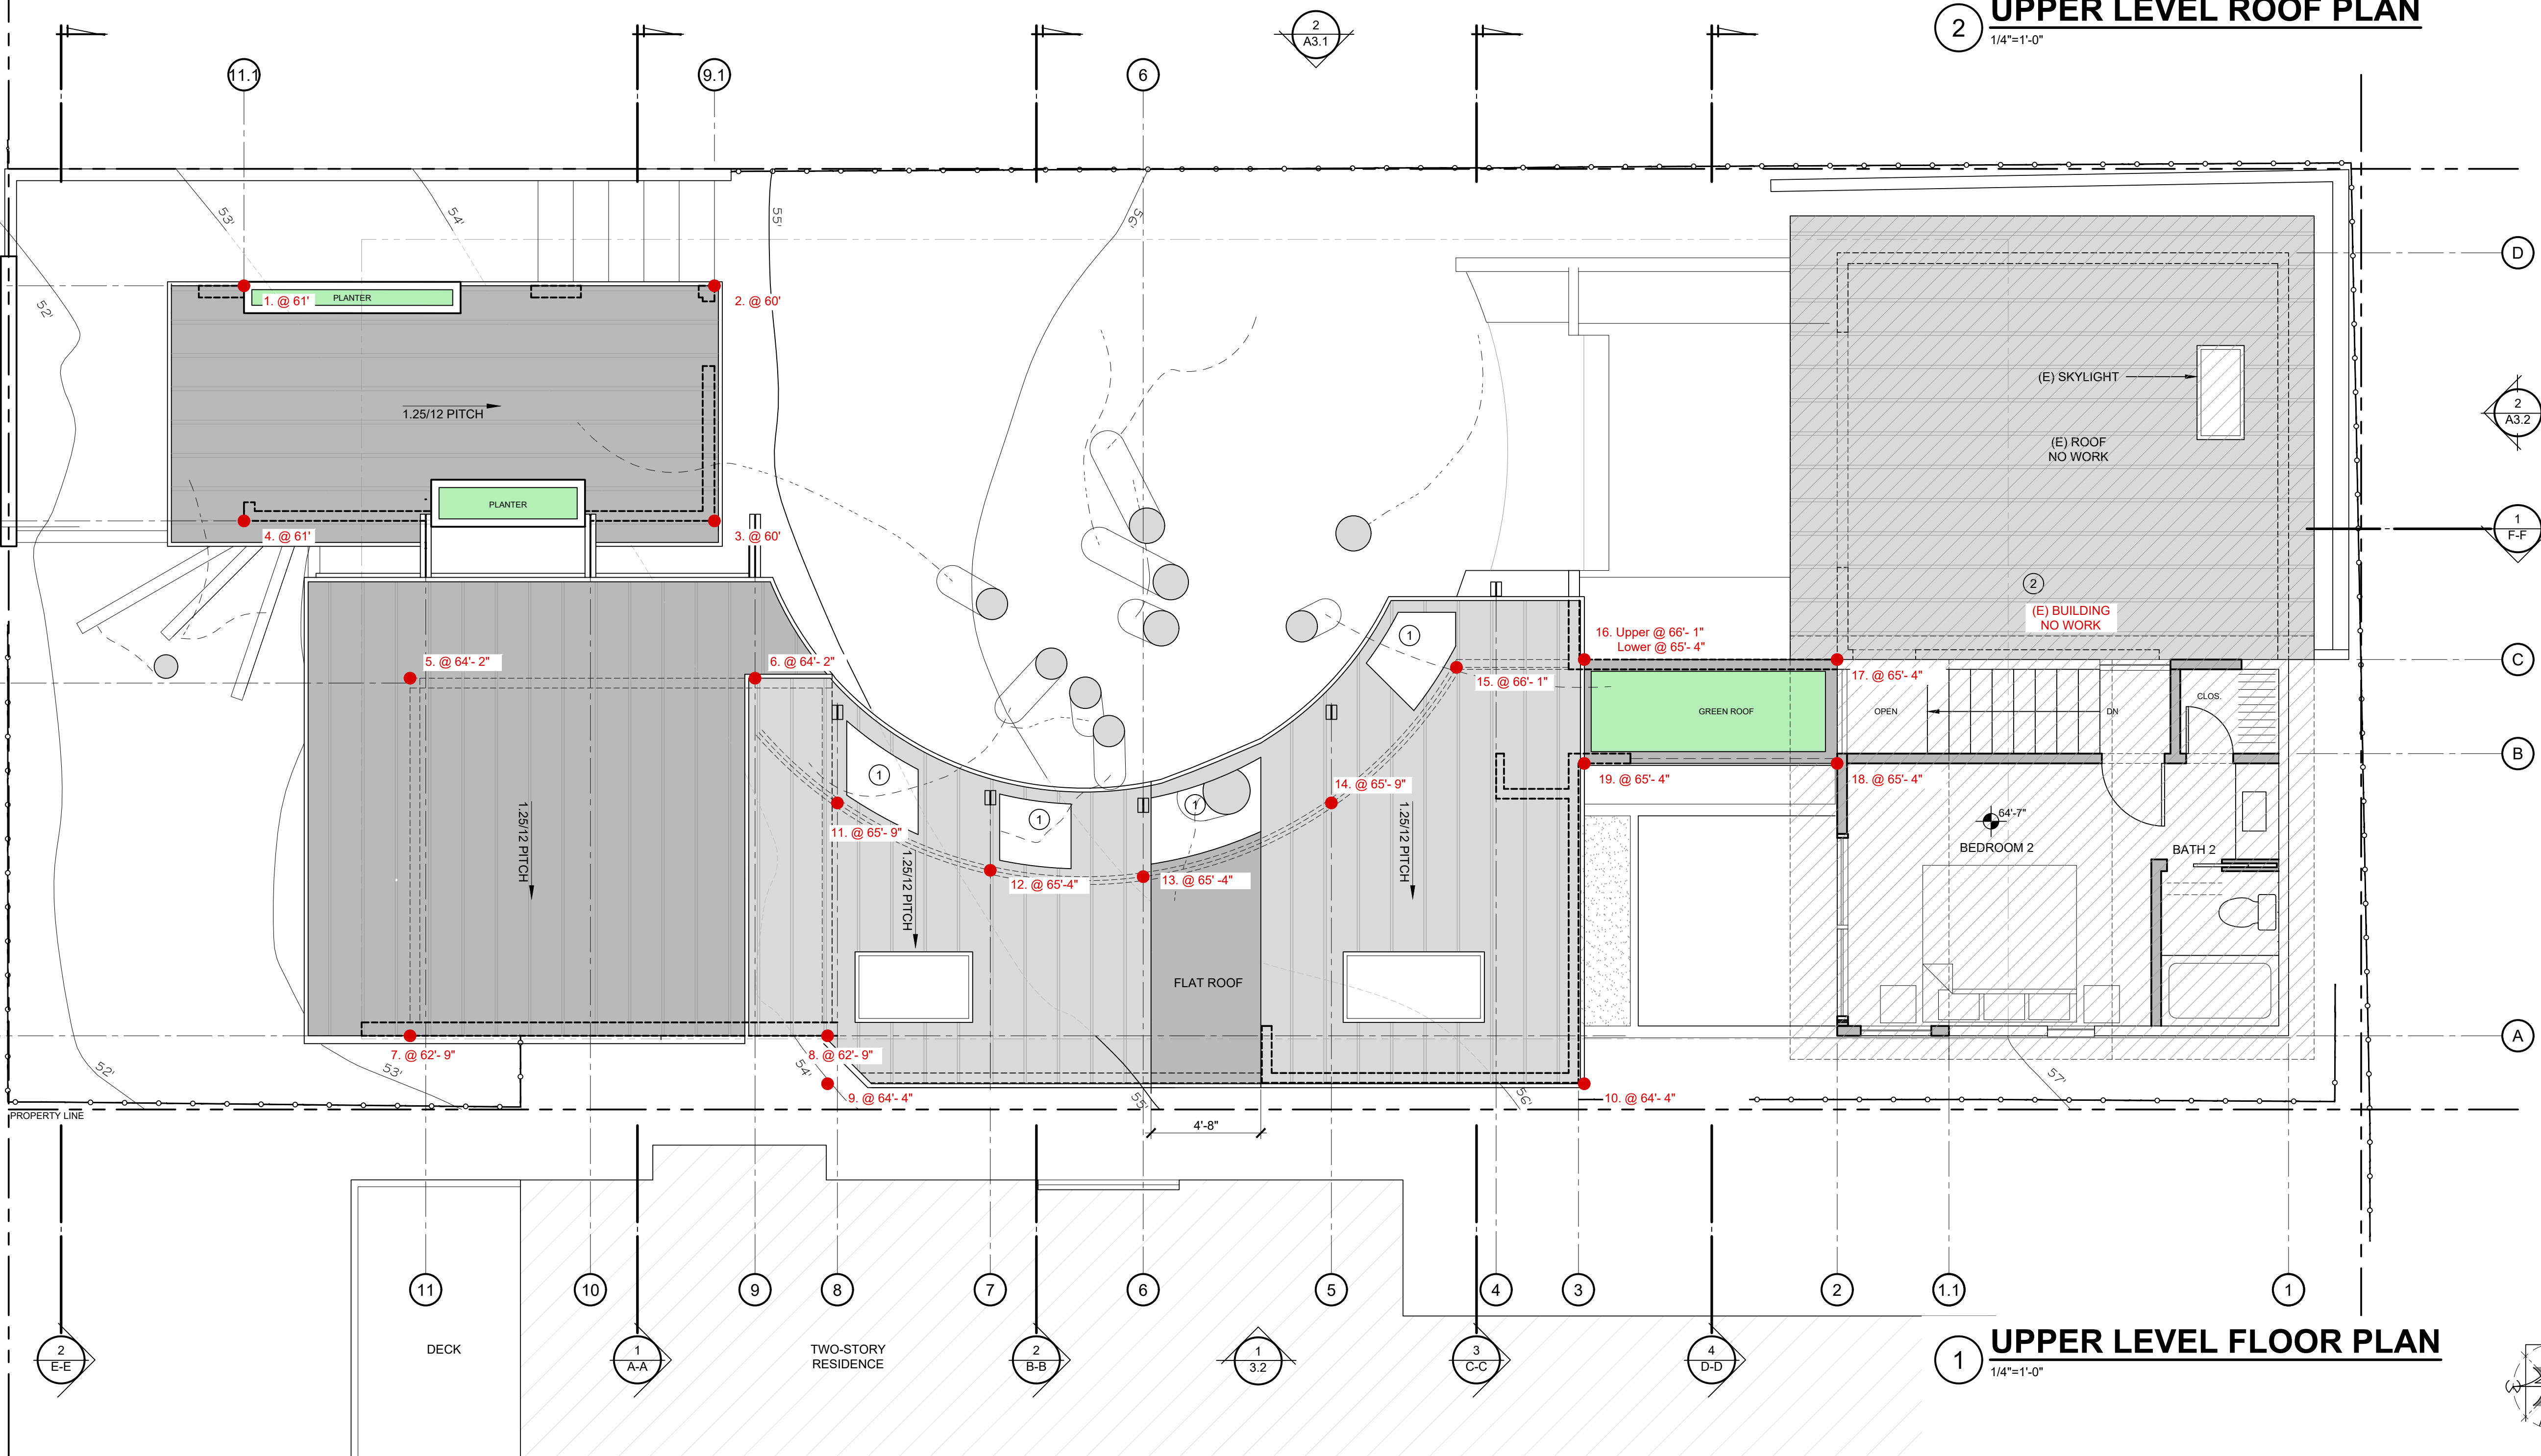 UPPER LEVEL ROOF PLAN
2
1/4"=1'-0"
2
A3.1
11.1
9.1
6
53'
54'
55'
56'
52'
D
1. @ 61'
PLANTER
2. @ 60'
1.25/12 PITCH
(E) SKYLIGHT
2
A3.2
(E) ROOF
NO WORK
PLANTER
4. @ 61'
3. @ 60'
1
F-F
2
(E) BUILDING
NO WORK
1
16. Upper @ 66'- 1"
Lower @ 65'- 4"
5. @ 64'- 2"
6. @ 64'- 2"
C
15. @ 66'- 1"
17. @ 65'- 4"
CLOS.
GREEN ROOF
OPEN
DN
B
1
14. @ 65'- 9"
19. @ 65'- 4"
18. @ 65'- 4"
1
1
11. @ 65'- 9"
64'-7"
BEDROOM 2
BATH 2
1.25/12 PITCH
1.25/12 PITCH
1.25/12 PITCH
12. @ 65'-4"
13. @ 65' -4"
FLAT ROOF
A
7. @ 62'- 9"
8. @ 62'- 9"
52'
53'
54'
55'
56'
57'
9. @ 64'- 4"
10. @ 64'- 4"
PROPERTY LINE
4'-8"
11
10
9
8
7
6
5
4
3
2
1.1
1
DECK
TWO-STORY
RESIDENCE
2
E-E
1
A-A
2
B-B
1
3.2
3
C-C
4
D-D
1
UPPER LEVEL FLOOR PLAN
1/4"=1'-0"